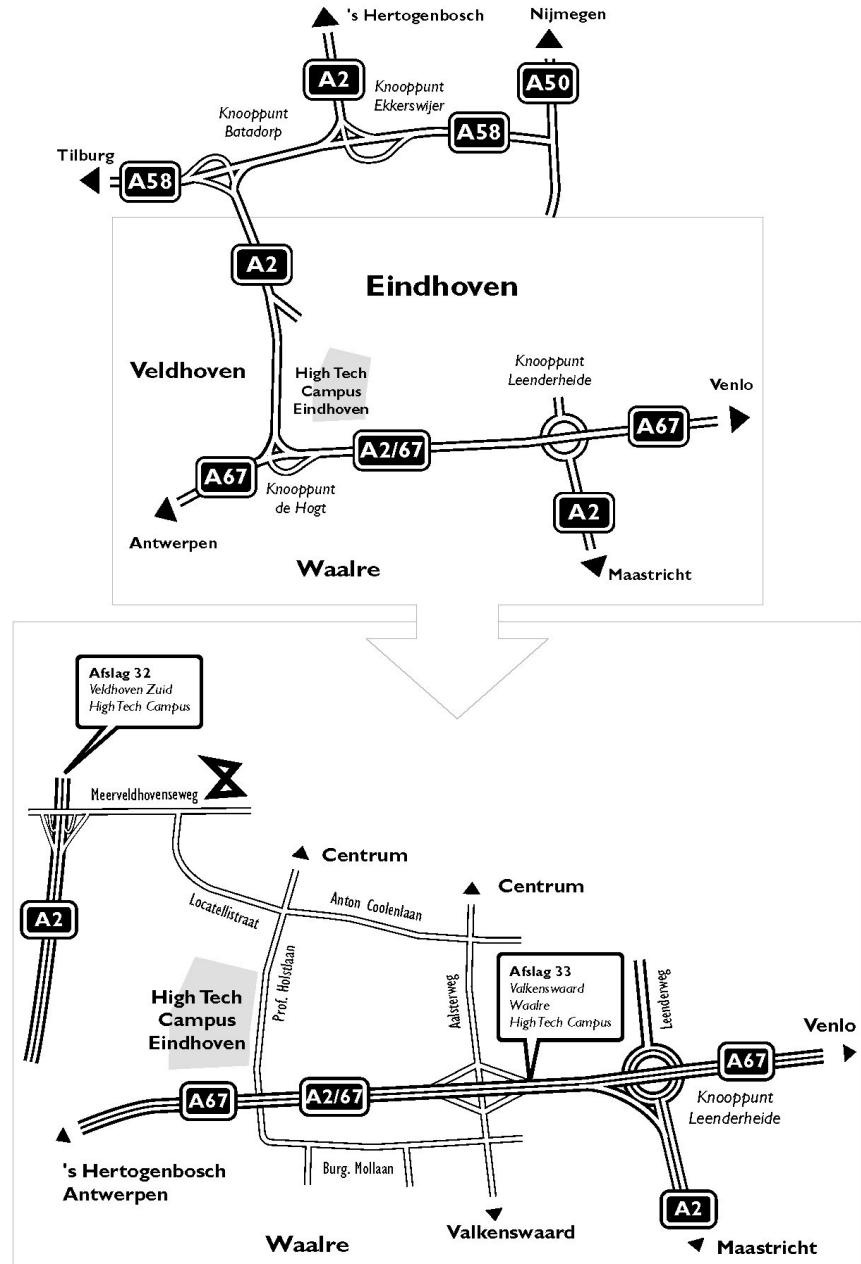 's Hertogenbosch
Nijmegen
A2
A50
Knooppunt
Ekkerswijer
Knooppunt
Batadorp
A58
Tilburg
A58
A2
Eindhoven
Veldhoven
High Tech
Campus
Eindhoven
Knooppunt
Leenderheide
Venlo
A67
A2/67
A67
Knooppunt
de Hogt
A2
Antwerpen
Waalre
Maastricht
Afslag 32
Veldhoven Zuid
High Tech Campus
Meerveldhovenseweg
Centrum
Centrum
Locatellistraat
Anton Coolenlaan
A2
Prof. Holstlaan
Aalsterweg
Afslag 33
Valkenswaard
Waalre
High Tech Campus
Leenderweg
High Tech
Campus
Eindhoven
Venlo
A67
A67
A2/67
Knooppunt
Leenderheide
's Hertogenbosch
Antwerpen
Burg. Mollaan
A2
Valkenswaard
Waalre
Maastricht